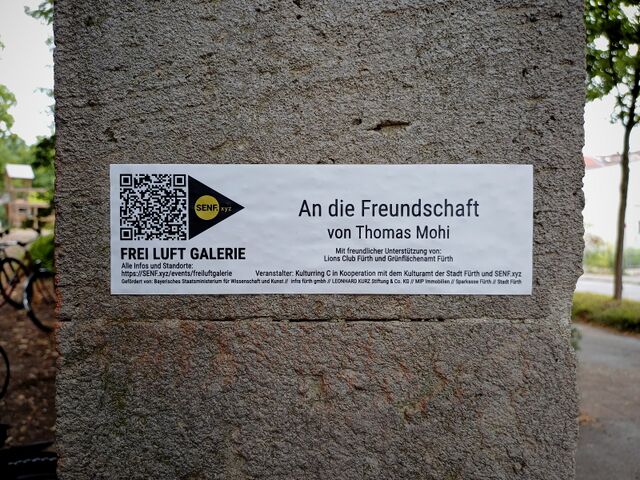 SENF.xyz
FREI LUFT GALERIE
Alle Infos und Standorte:
https://SENF.xyz/events/freiluftgalerie
An die Freundschaft
von Thomas Mohi
Mit freundlicher Unterstützung von:
Lions Club Fürth und Grünflächenamt Fürth
Veranstalter: Kulturring C in Kooperation mit dem Kulturamt der Stadt Fürth und SENF.xyz
Gefördert von: Bayerisches Staatsministerium für Wissenschaft und Kunst // infra fürth gmbh // LEONHARD KURZ Stiftung & Co. KG // MIP Immobilien // Sparkasse Fürth // Stadt Fürth